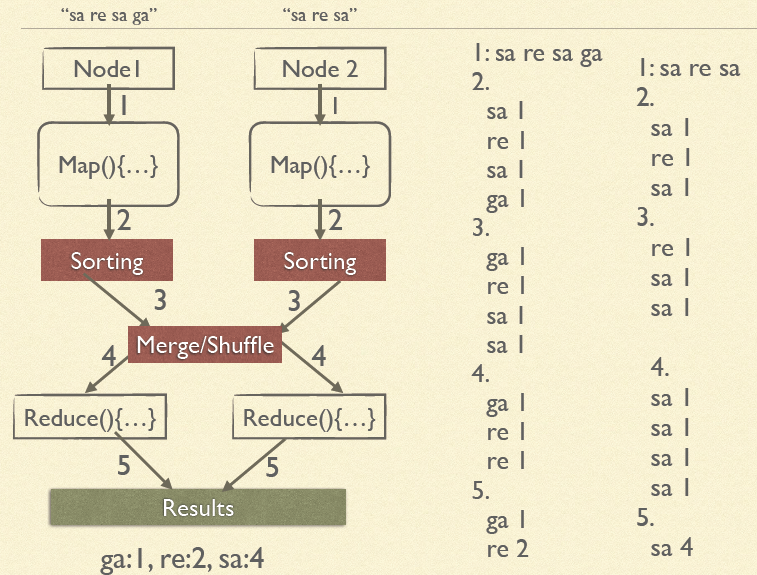 “sa re sa ga”
“sa re sa”
Node1
Node 2
1
1
Map(){...}
Map(){...}
2
2
Sorting
Sorting
3
3
Merge/Shuffle
4
4
Reduce(){...}
Reduce(){...}
5
5
Results
ga:1, re:2, sa:4
1: sa re sa ga
2.
sa 1
re 1
sa 1
ga 1
3.
ga 1
re 1
sa 1
sa 1
4.
ga 1
re 1
re 1
5.
ga 1
re 2
1: sa re sa
2.
sa 1
re 1
sa 1
3.
re 1
sa 1
sa 1
4.
sa 1
sa 1
sa 1
sa 1
5.
sa 4